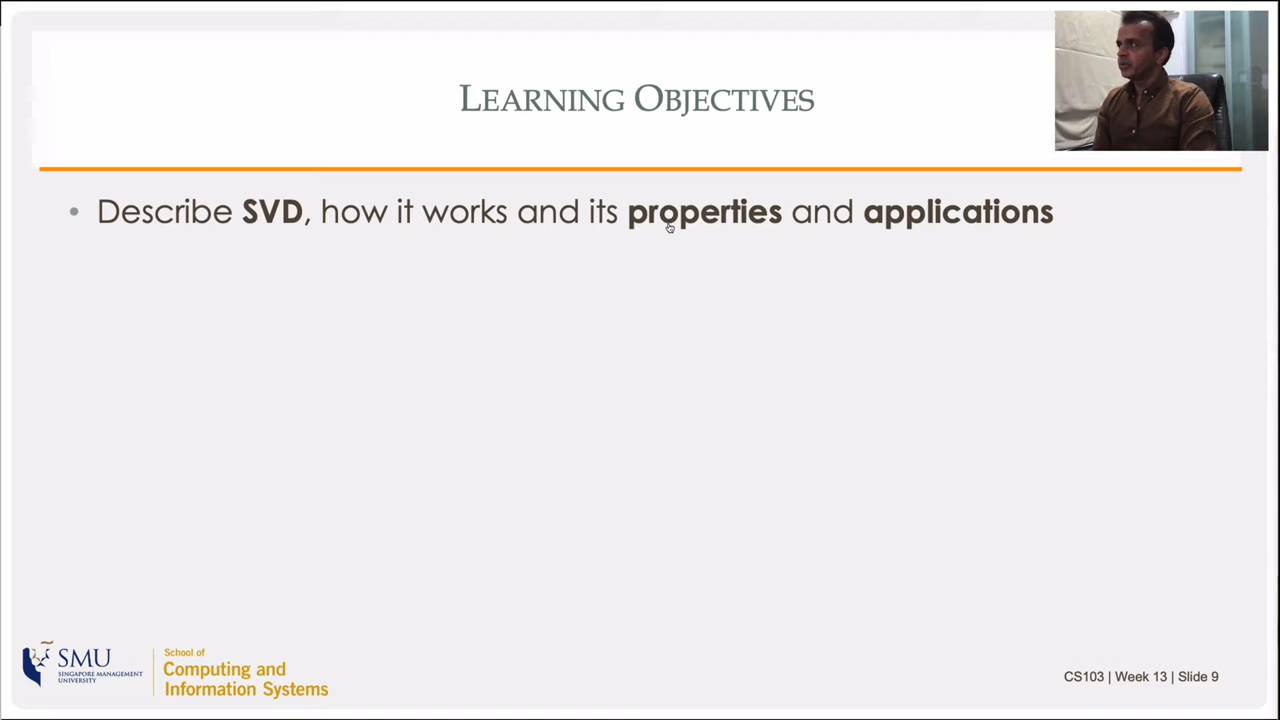 LEARNING OBJECTIVES
• Describe SVD, how it works and its properties and applications
SMU
SINGAPORE MANAGEMENT
UNIVERSITY
School of
Computing and
Information Systems
CS103 | Week 13 | Slide 9